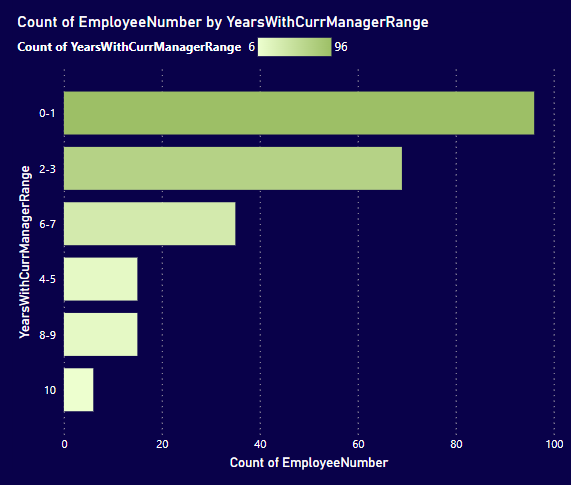 Count of EmployeeNumber by YearsWithCurrManagerRange
Count of YearsWithCurrManagerRange 6 96
YearsWithCurrManagerRange
0-1
2-3
6-7
4-5
8-9
10
0 20 40 60 80 100
Count of EmployeeNumber